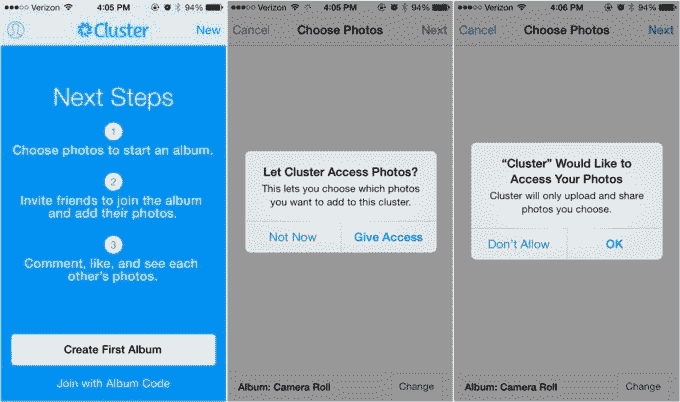 Verizon 4:05 PM 94%
Cluster New
Next Steps
1
Choose photos to start an album.
2
Invite friends to join the album
and add their photos.
3
Comment, like, and see each
other's photos.
Create First Album
Join with Album Code
Verizon 4:05 PM 94%
Cancel Choose Photos Next
Let Cluster Access Photos?
This lets you choose which photos
you want to add to this cluster.
Not Now Give Access
Album: Camera Roll Change
Verizon 4:06 PM 94%
Cancel Choose Photos Next
“Cluster” Would Like to
Access Your Photos
Cluster will only upload and share
photos you choose.
Don't Allow OK
Album: Camera Roll Change